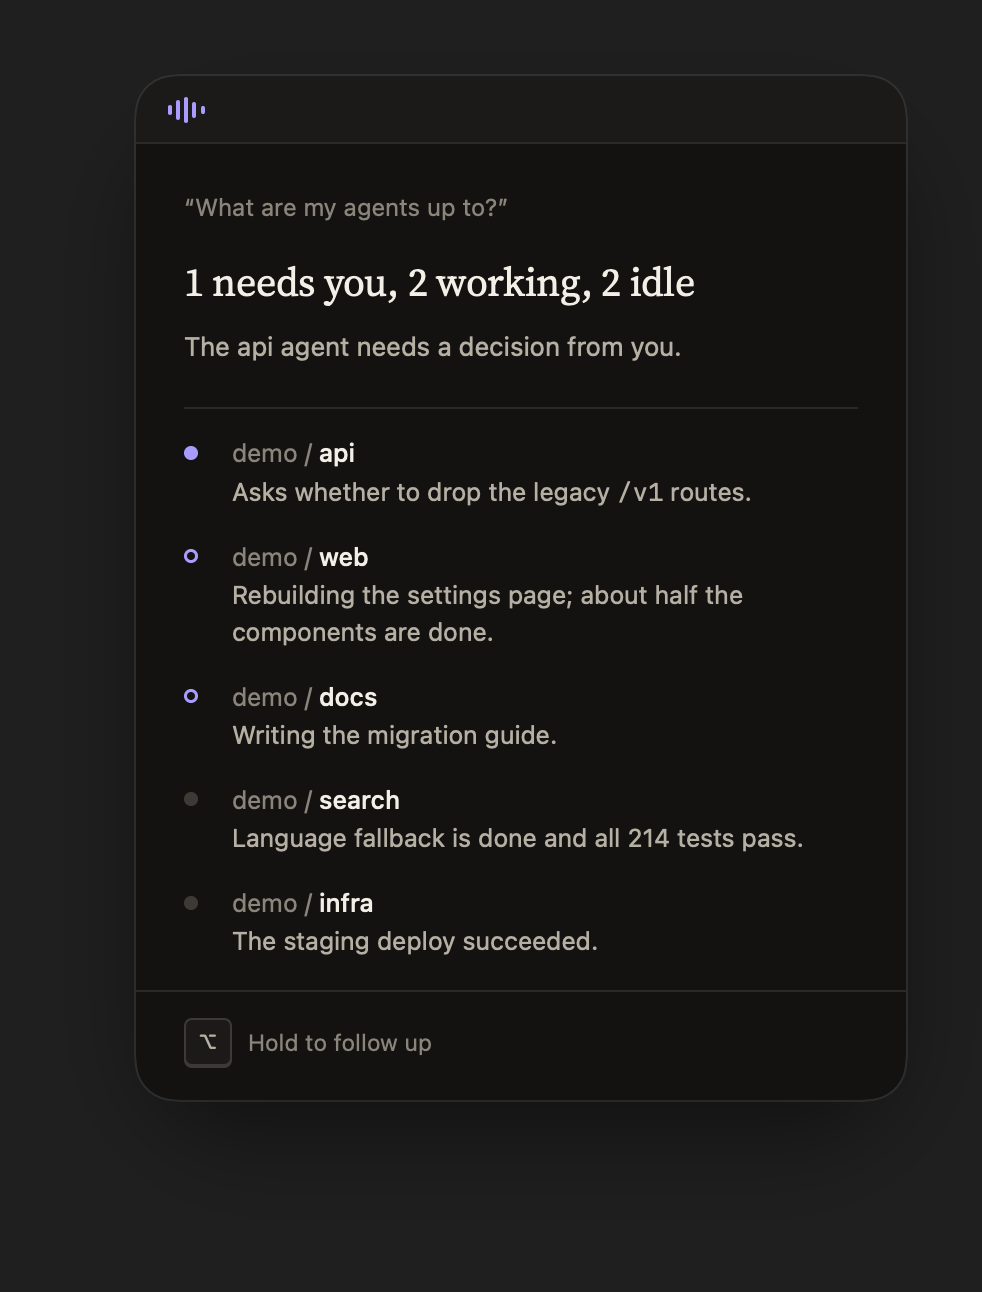 “What are my agents up to?”
1 needs you, 2 working, 2 idle
The api agent needs a decision from you.
demo / api
Asks whether to drop the legacy /v1 routes.
demo / web
Rebuilding the settings page; about half the
components are done.
demo / docs
Writing the migration guide.
demo / search
Language fallback is done and all 214 tests pass.
demo / infra
The staging deploy succeeded.
⌥ Hold to follow up